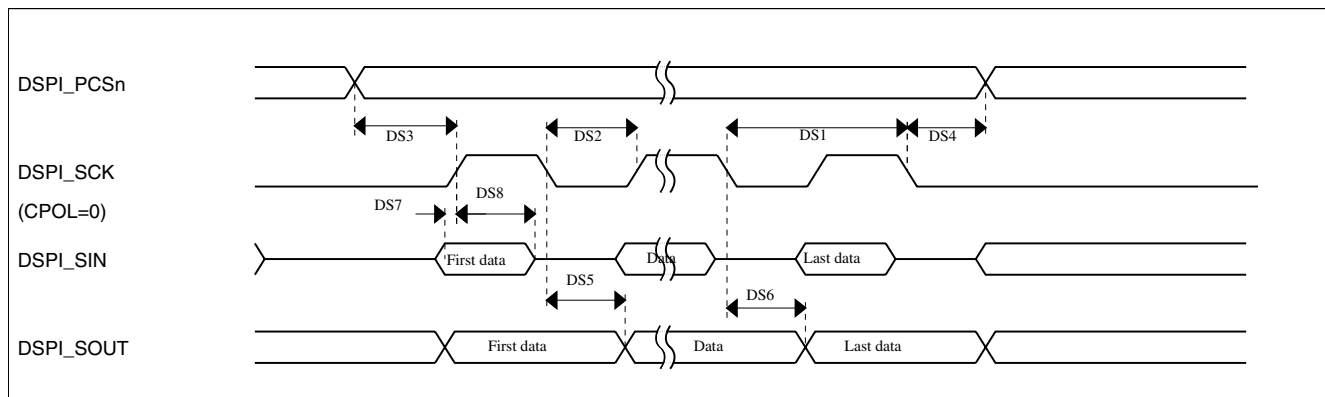 DSPI_PCSn
DS3
DS2
DS1
DS4
DSPI_SCK
(CPOL=0)
DS7
DS8
DSPI_SIN
First data
Data
Last data
DS5
DS6
DSPI_SOUT
First data
Data
Last data